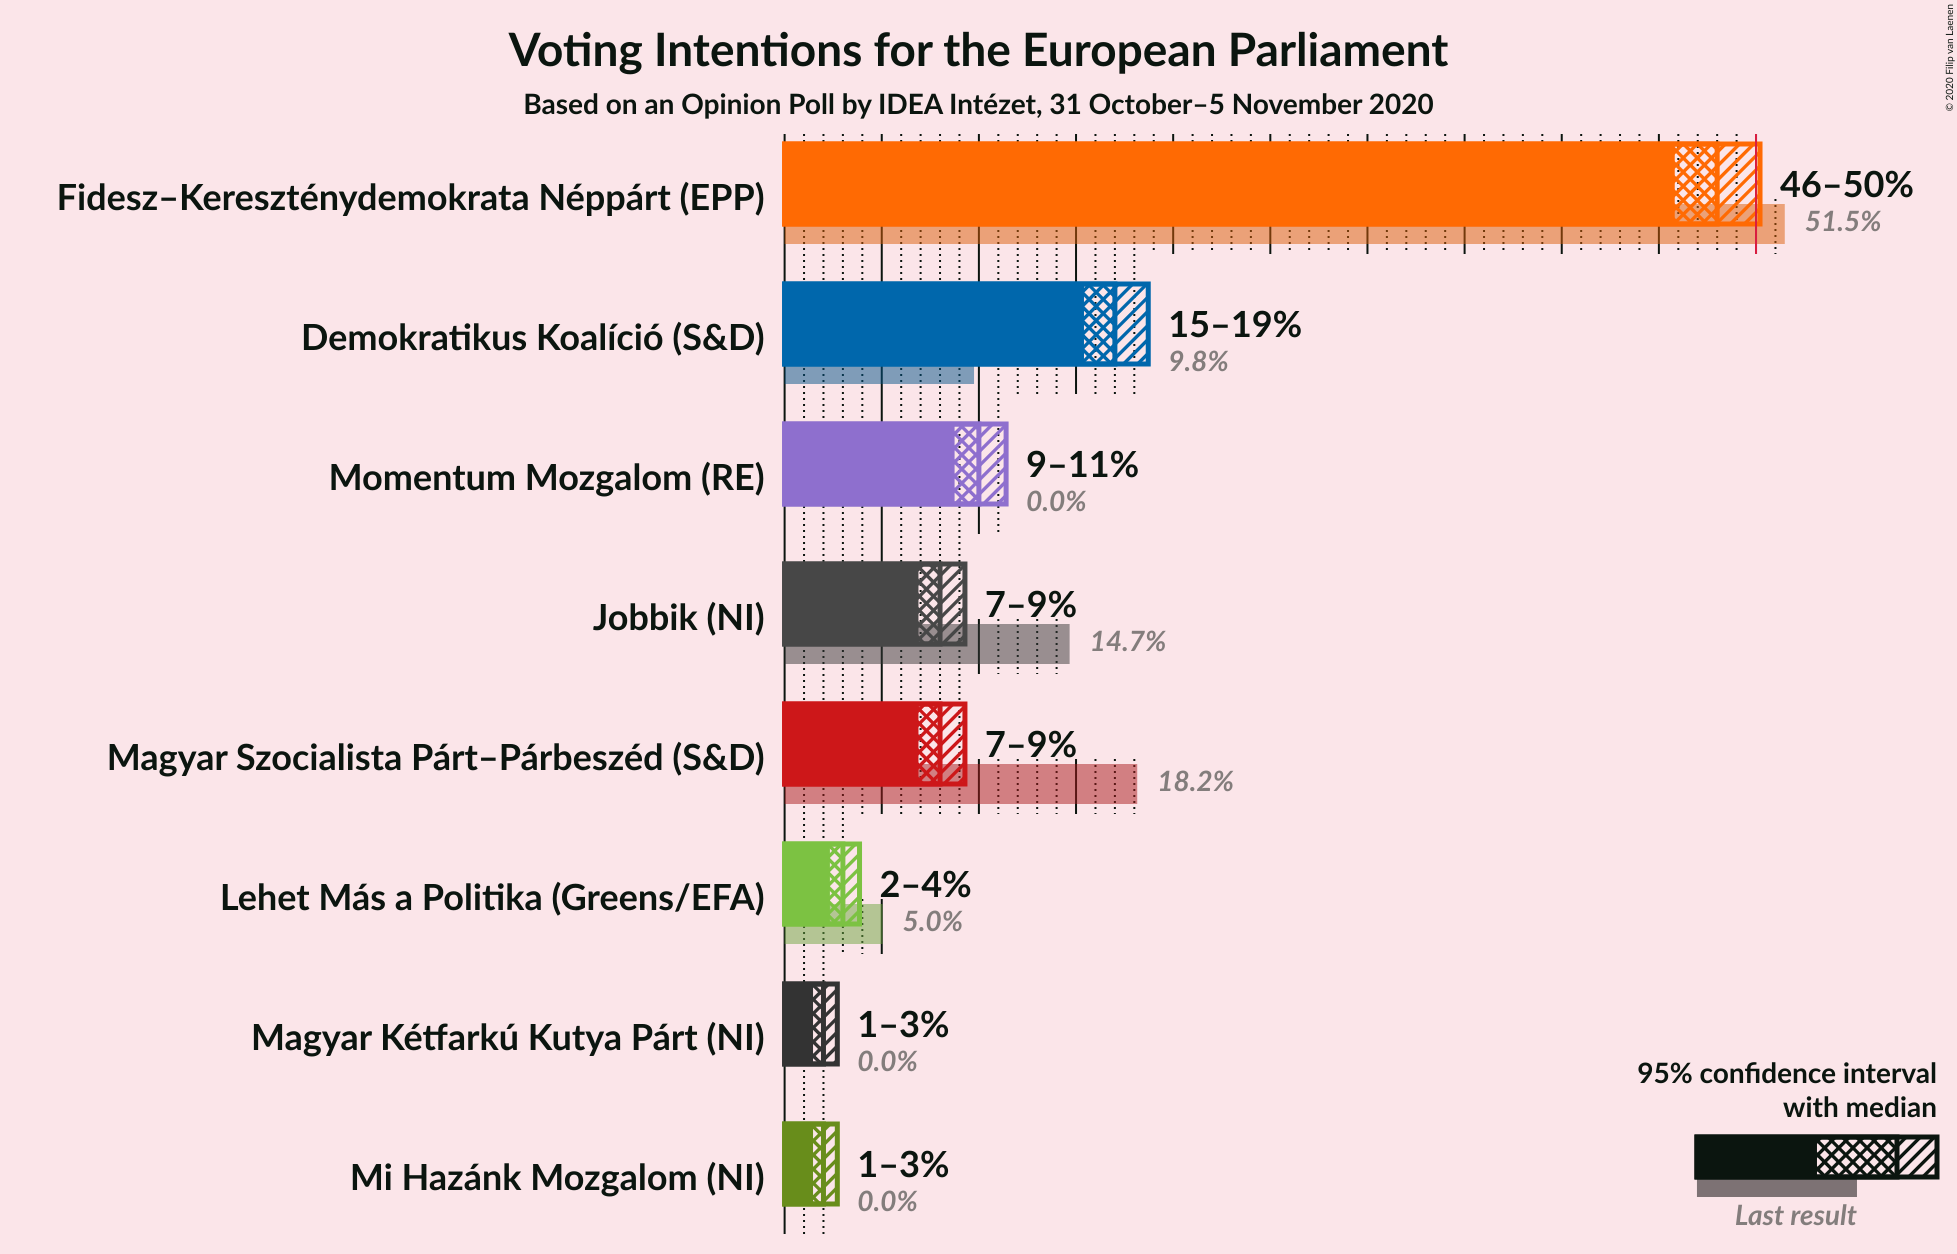 Voting Intentions for the European Parliament
Based on an Opinion Poll by IDEA Intézet, 31 October–5 November 2020
© 2020 Filip van Laenen
Fidesz–Kereszténydemokrata Néppárt (EPP)
46–50%
51.5%
Demokratikus Koalíció (S&D)
15–19%
9.8%
Momentum Mozgalom (RE)
9–11%
0.0%
Jobbik (NI)
7–9%
14.7%
Magyar Szocialista Párt–Párbeszéd (S&D)
7–9%
18.2%
Lehet Más a Politika (Greens/EFA)
2–4%
5.0%
Magyar Kétfarkú Kutya Párt (NI)
1–3%
0.0%
Mi Hazánk Mozgalom (NI)
1–3%
0.0%
95% confidence interval
with median
Last result